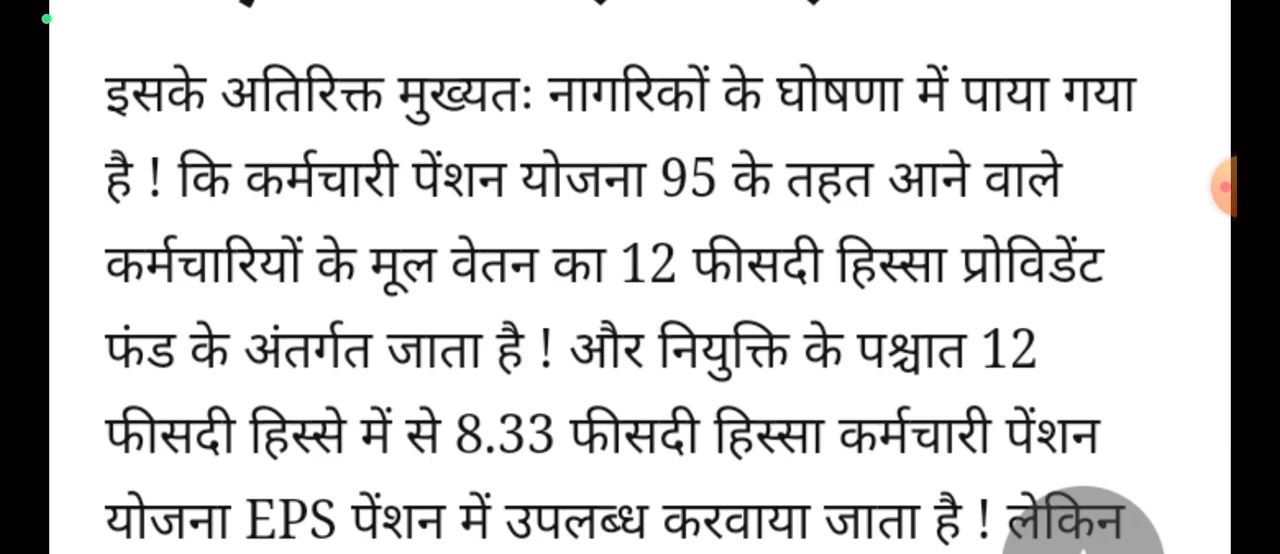 इसके अतिरिक्त मुख्यतः नागरिकों के घोषणा में पाया गया
है ! कि कर्मचारी पेंशन योजना 95 के तहत आने वाले
कर्मचारियों के मूल वेतन का 12 फीसदी हिस्सा प्रोविडेंट
फंड के अंतर्गत जाता है ! और नियुक्ति के पश्चात 12
फीसदी हिस्से में से 8.33 फीसदी हिस्सा कर्मचारी पेंशन
योजना EPS पेंशन में उपलब्ध करवाया जाता है ! लेकिन